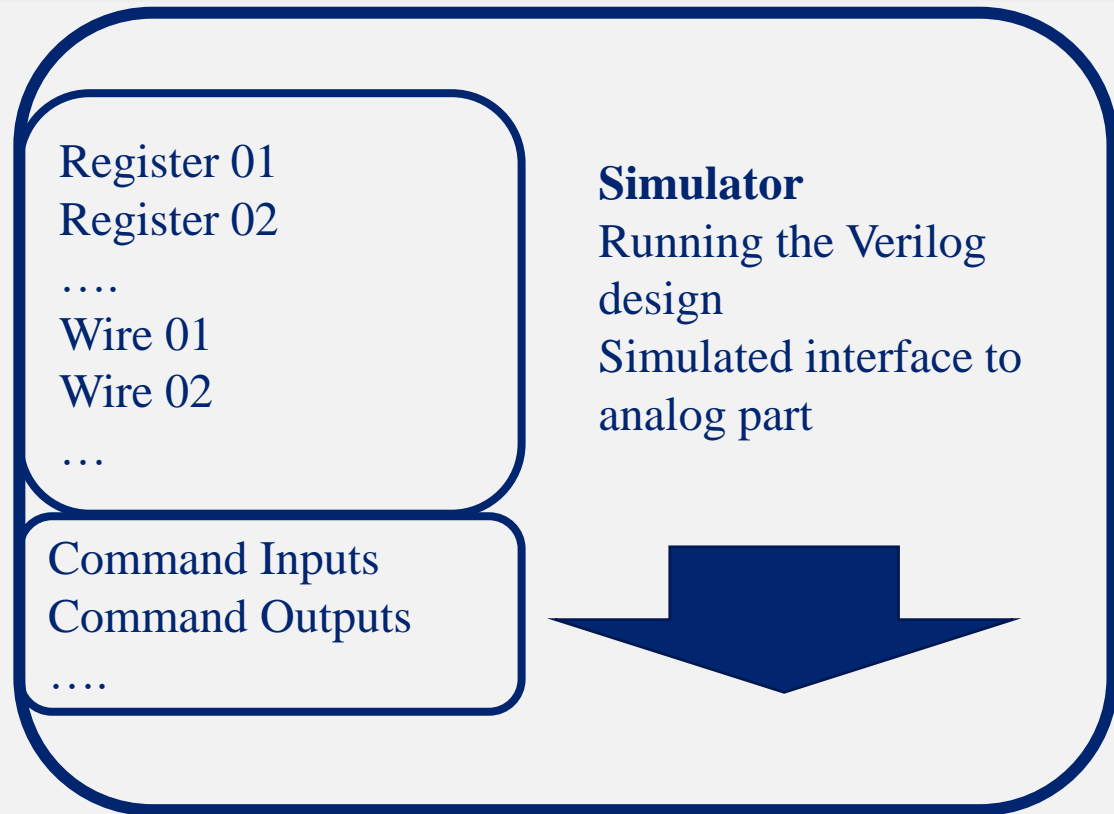 Register 01
Register 02
….
Wire 01
Wire 02
…
Command Inputs
Command Outputs
….
Simulator
Running the Verilog
design
Simulated interface to
analog part